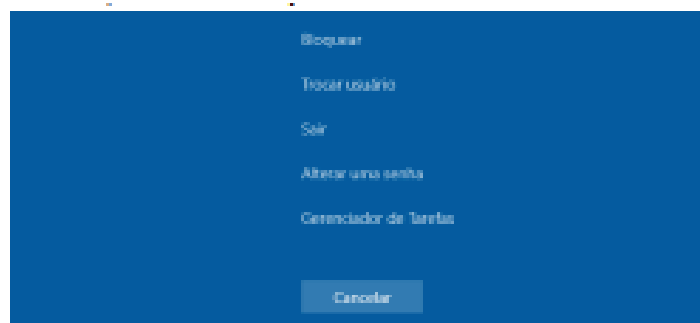 Bloquear
Trocar usuário
Sair
Alterar uma senha
Gerenciador de Tarefas
Cancelar